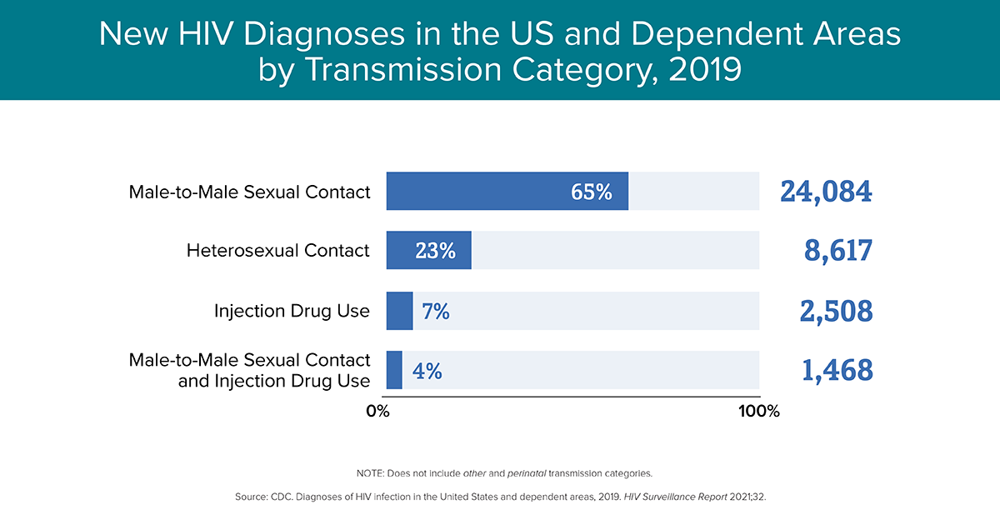 New HIV Diagnoses in the US and Dependent Areas
by Transmission Category, 2019
Male-to-Male Sexual Contact 65% 24,084
Heterosexual Contact 23% 8,617
Injection Drug Use 7% 2,508
Male-to-Male Sexual Contact
and Injection Drug Use 4% 1,468
0% 100%
NOTE: Does not include other and perinatal transmission categories.
Source: CDC. Diagnoses of HIV infection in the United States and dependent areas, 2019. HIV Surveillance Report 2021;32.